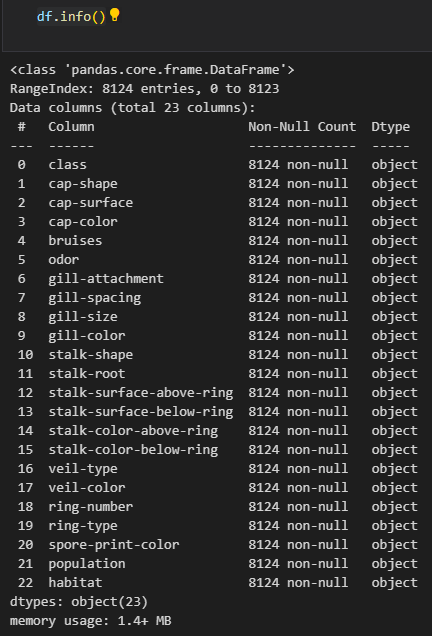 df.info()
<class 'pandas.core.frame.DataFrame'>
RangeIndex: 8124 entries, 0 to 8123
Data columns (total 23 columns):
 #   Column                    Non-Null Count  Dtype
---  ------                    --------------  -----
 0   class                     8124 non-null   object
 1   cap-shape                 8124 non-null   object
 2   cap-surface               8124 non-null   object
 3   cap-color                 8124 non-null   object
 4   bruises                   8124 non-null   object
 5   odor                      8124 non-null   object
 6   gill-attachment           8124 non-null   object
 7   gill-spacing              8124 non-null   object
 8   gill-size                 8124 non-null   object
 9   gill-color                8124 non-null   object
 10  stalk-shape               8124 non-null   object
 11  stalk-root                8124 non-null   object
 12  stalk-surface-above-ring  8124 non-null   object
 13  stalk-surface-below-ring  8124 non-null   object
 14  stalk-color-above-ring    8124 non-null   object
 15  stalk-color-below-ring    8124 non-null   object
 16  veil-type                 8124 non-null   object
 17  veil-color                8124 non-null   object
 18  ring-number               8124 non-null   object
 19  ring-type                 8124 non-null   object
 20  spore-print-color         8124 non-null   object
 21  population                8124 non-null   object
 22  habitat                   8124 non-null   object
dtypes: object(23)
memory usage: 1.4+ MB